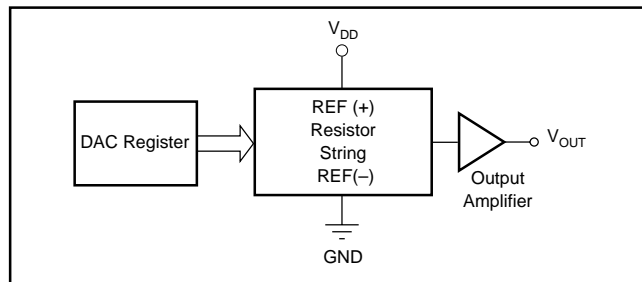 V_DD
REF (+)
Resistor
String
REF(–)
DAC Register
V_OUT
Output
Amplifier
GND